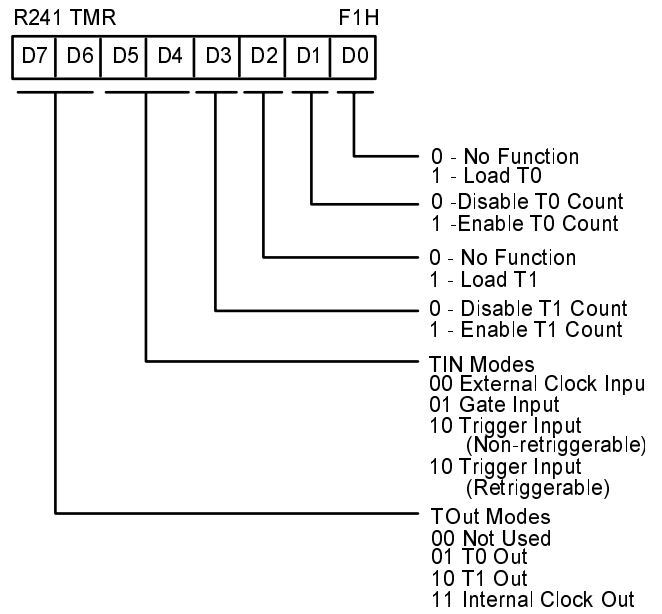 R241 TMR F1H
D7 D6 D5 D4 D3 D2 D1 D0
0 - No Function
1 - Load T0
0 -Disable T0 Count
1 -Enable T0 Count
0 - No Function
1 - Load T1
0 - Disable T1 Count
1 - Enable T1 Count
TIN Modes
00 External Clock Inpu
01 Gate Input
10 Trigger Input
(Non-retriggerable)
10 Trigger Input
(Retriggerable)
TOut Modes
00 Not Used
01 T0 Out
10 T1 Out
11 Internal Clock Out